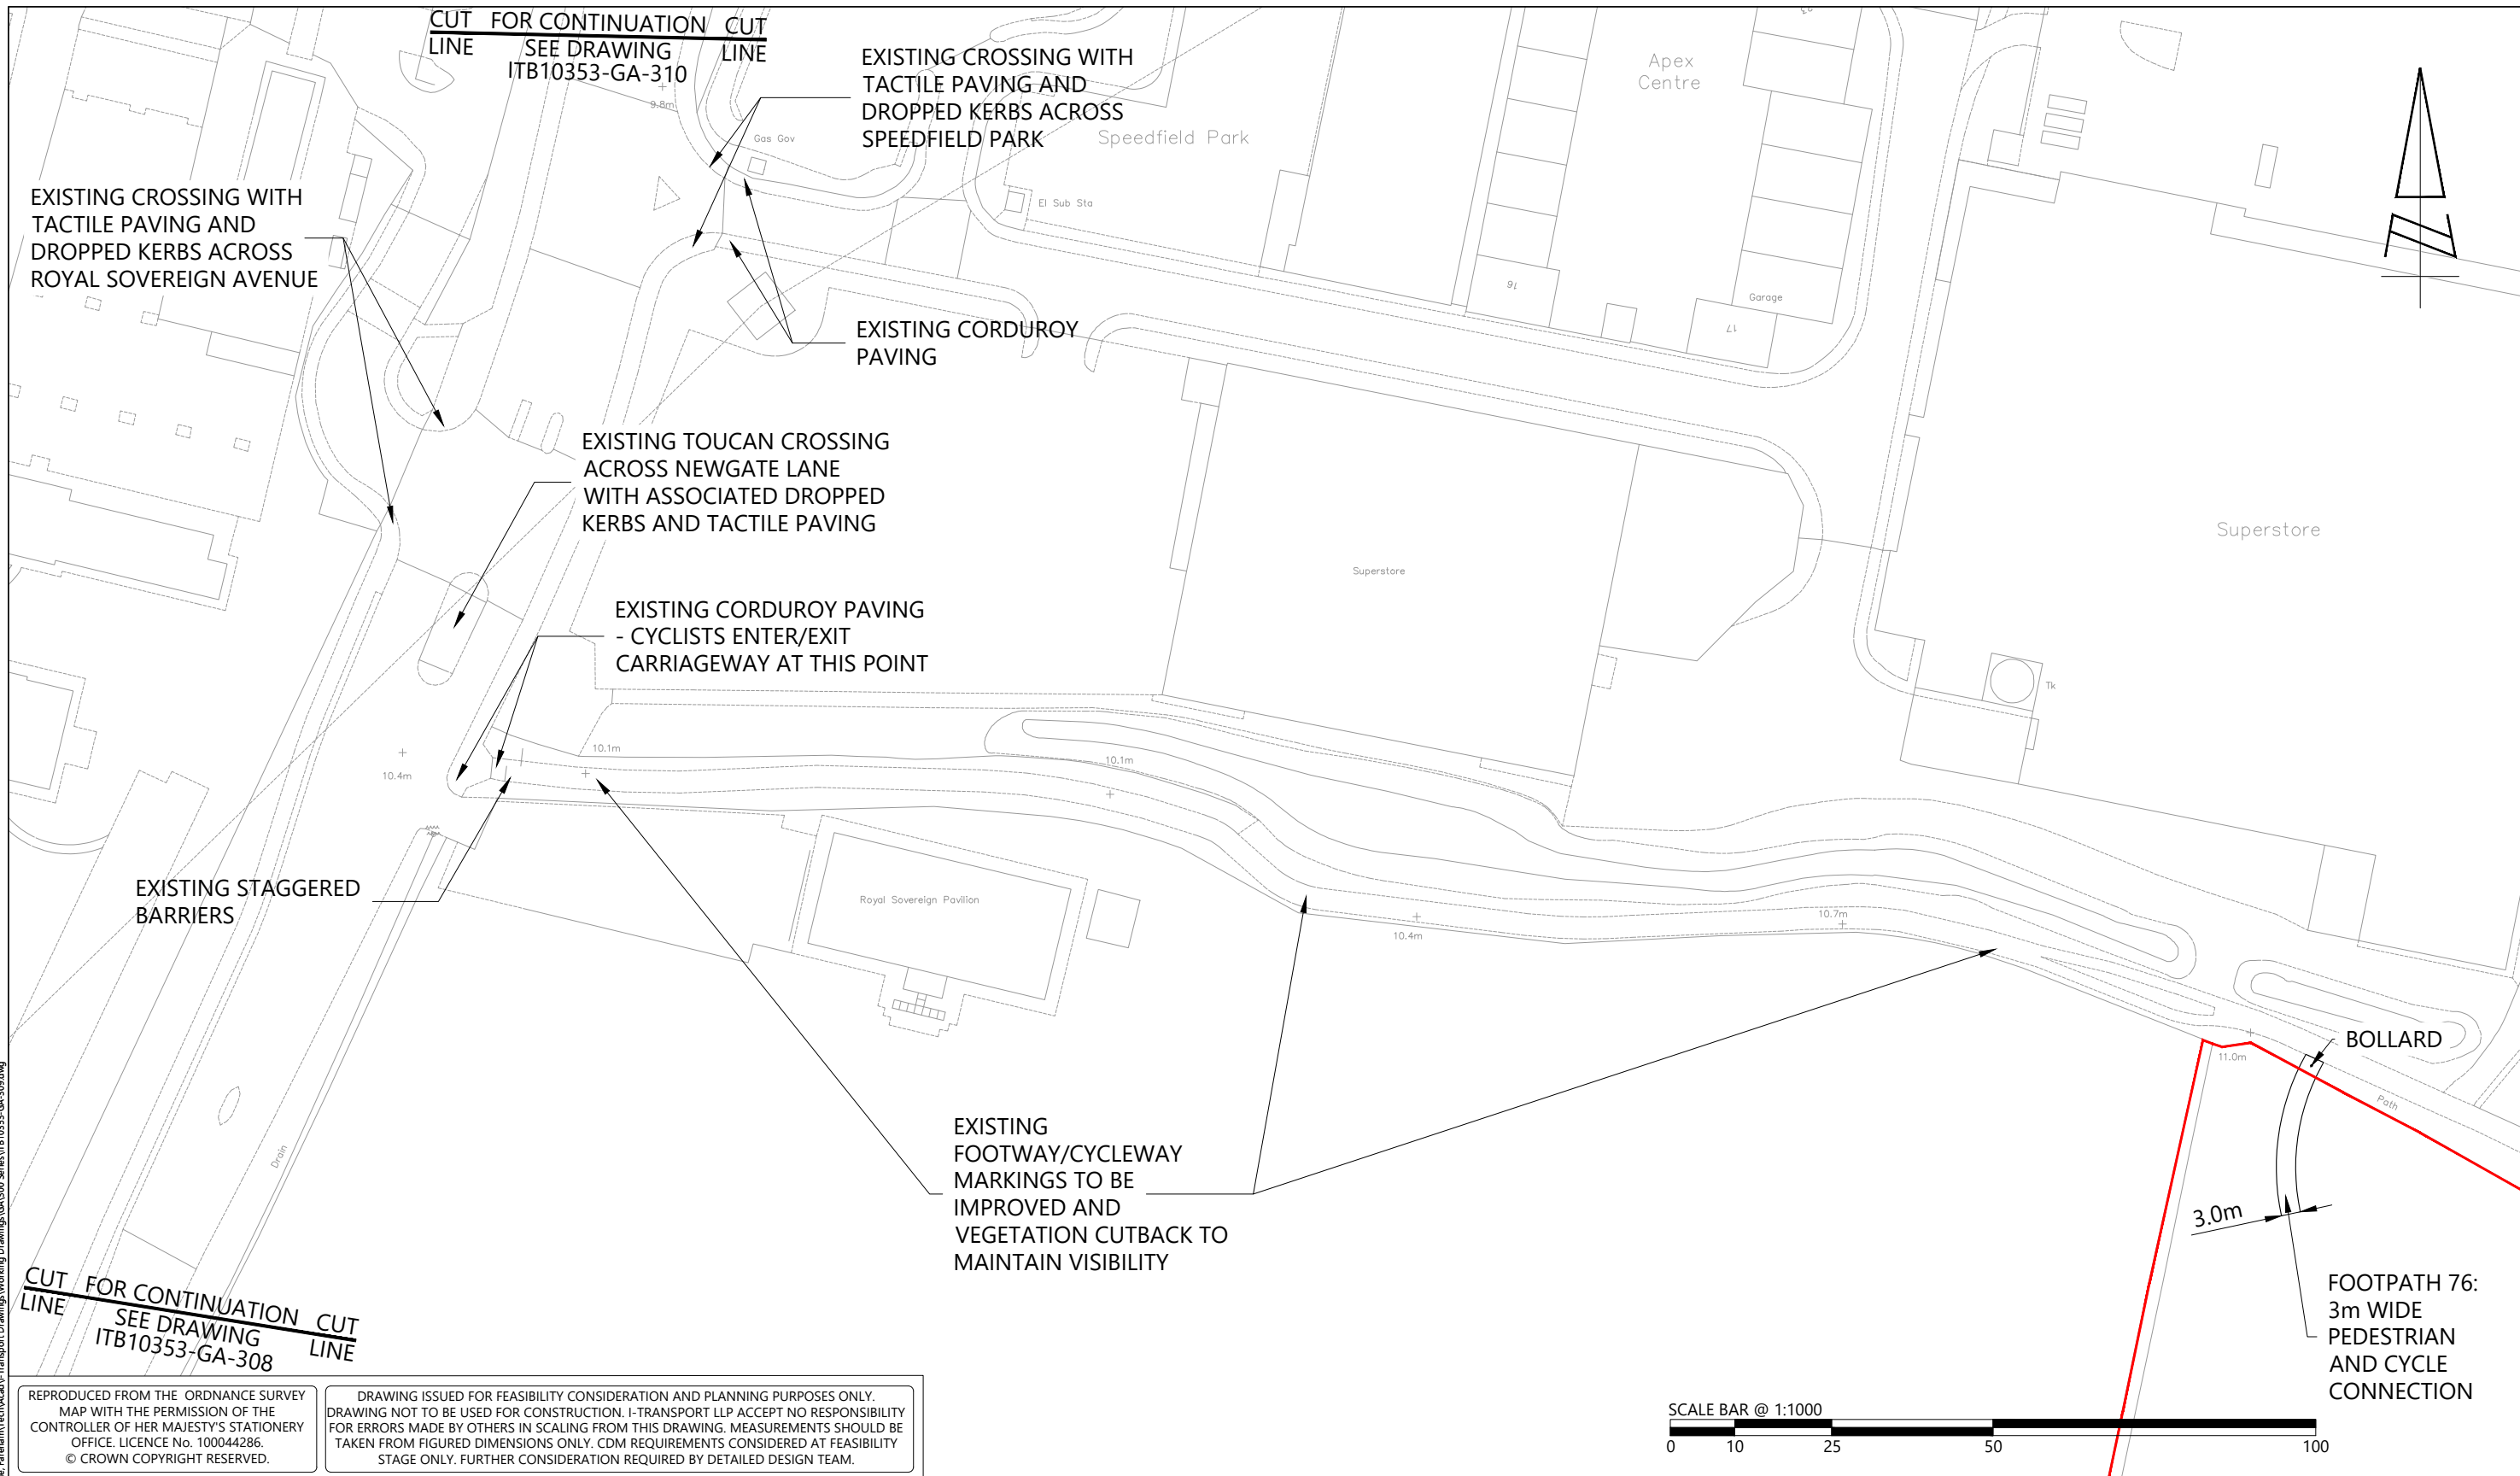 CUT FOR CONTINUATION CUT
LINE SEE DRAWING LINE
ITB10353-GA-310
EXISTING CROSSING WITH
TACTILE PAVING AND
DROPPED KERBS ACROSS
SPEEDFIELD PARK
Apex
Centre
Speedfield Park
9.8m
Gas Gov
El Sub Sta
EXISTING CROSSING WITH
TACTILE PAVING AND
DROPPED KERBS ACROSS
ROYAL SOVEREIGN AVENUE
16
Garage
17
EXISTING CORDUROY
PAVING
EXISTING TOUCAN CROSSING
ACROSS NEWGATE LANE
WITH ASSOCIATED DROPPED
KERBS AND TACTILE PAVING
Superstore
Superstore
EXISTING CORDUROY PAVING
- CYCLISTS ENTER/EXIT
CARRIAGEWAY AT THIS POINT
Tk
10.1m
10.4m
10.1m
EXISTING STAGGERED
BARRIERS
Royal Sovereign Pavilion
10.4m
10.7m
BOLLARD
11.0m
Path
Drain
EXISTING
FOOTWAY/CYCLEWAY
MARKINGS TO BE
IMPROVED AND
VEGETATION CUTBACK TO
MAINTAIN VISIBILITY
3.0m
FOOTPATH 76:
3m WIDE
PEDESTRIAN
AND CYCLE
CONNECTION
CUT FOR CONTINUATION CUT
LINE SEE DRAWING LINE
ITB10353-GA-308
REPRODUCED FROM THE ORDNANCE SURVEY
MAP WITH THE PERMISSION OF THE
CONTROLLER OF HER MAJESTY'S STATIONERY
OFFICE. LICENCE No. 100044286.
© CROWN COPYRIGHT RESERVED.
DRAWING ISSUED FOR FEASIBILITY CONSIDERATION AND PLANNING PURPOSES ONLY.
DRAWING NOT TO BE USED FOR CONSTRUCTION. I-TRANSPORT LLP ACCEPT NO RESPONSIBILITY
FOR ERRORS MADE BY OTHERS IN SCALING FROM THIS DRAWING. MEASUREMENTS SHOULD BE
TAKEN FROM FIGURED DIMENSIONS ONLY. CDM REQUIREMENTS CONSIDERED AT FEASIBILITY
STAGE ONLY. FURTHER CONSIDERATION REQUIRED BY DETAILED DESIGN TEAM.
SCALE BAR @ 1:1000
0 10 25 50 100